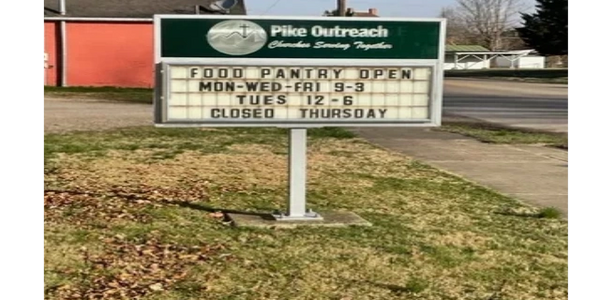 Pike Outreach
Churches Serving Together
FOOD PANTRY OPEN
MON-WED-FRI 9-3
TUES 12-6
CLOSED THURSDAY